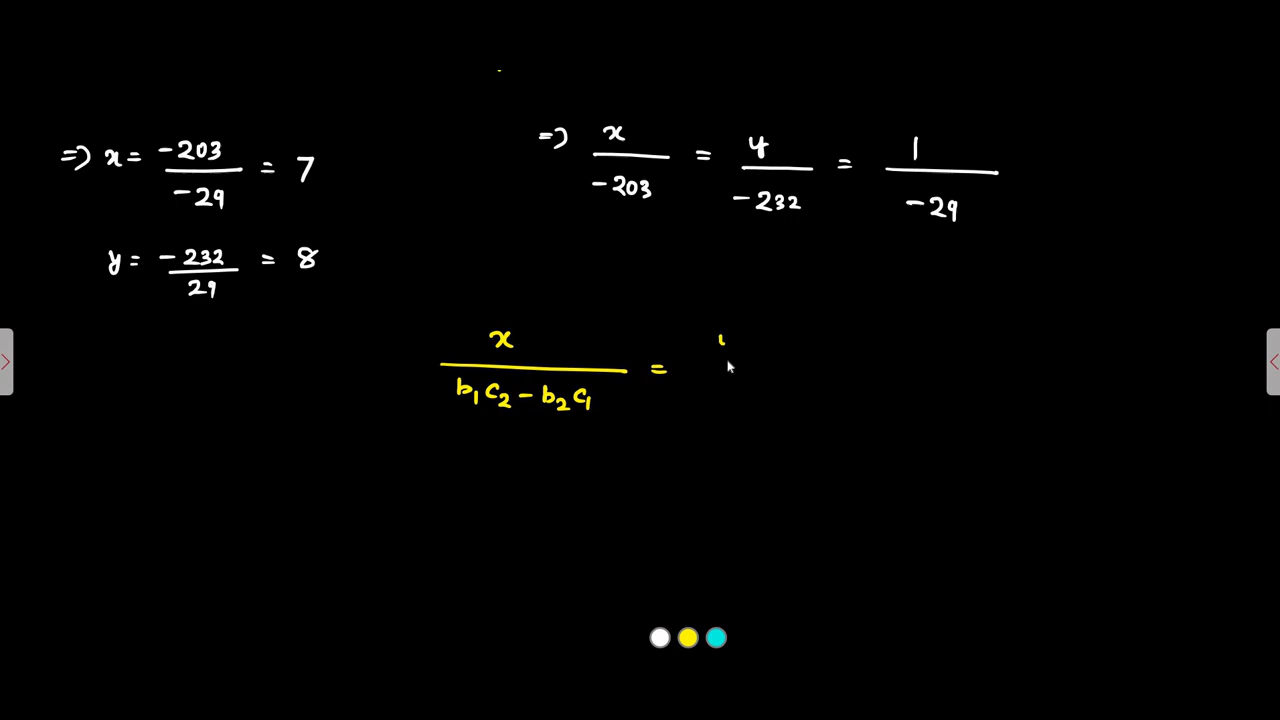 =) x = -203/-29 = 7
y = -232/29 = 8
=) x/-203 = y/-232 = 1/-29
x/b₁c₂ - b₂c₁ =